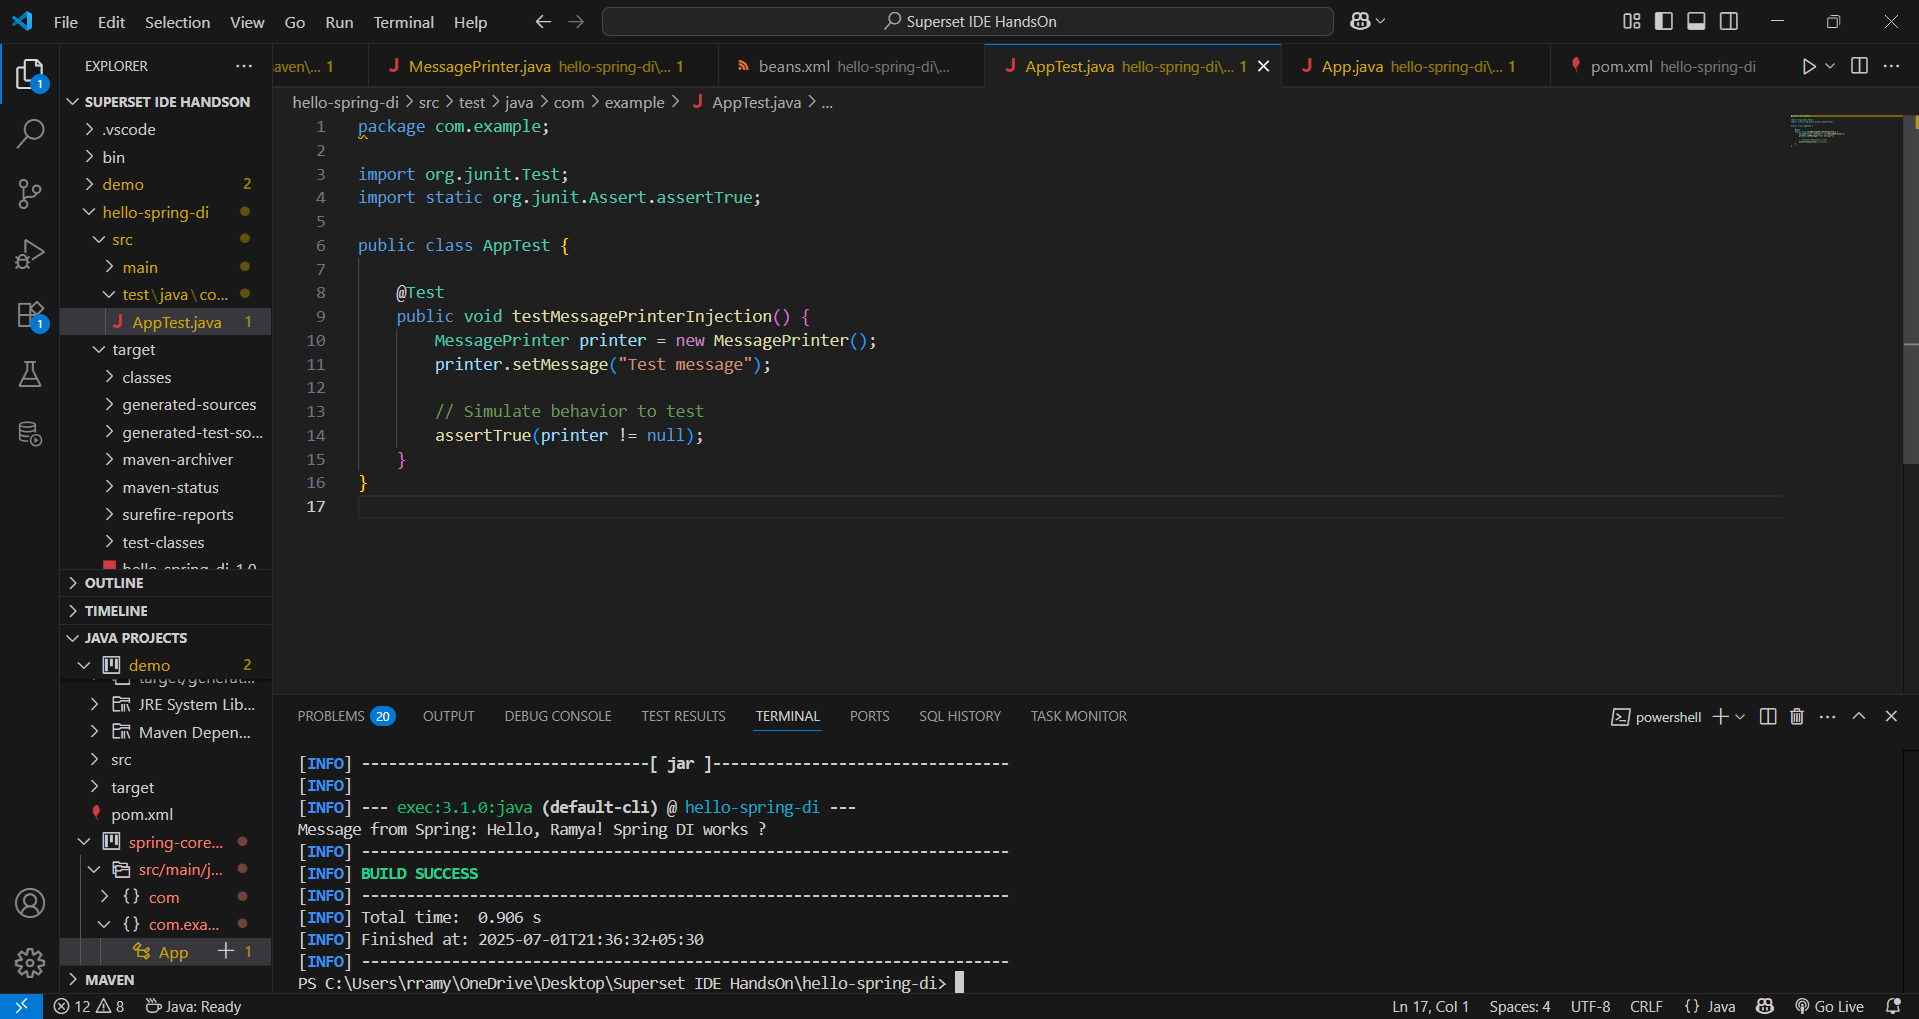 File Edit Selection View Go Run Terminal Help
Superset IDE HandsOn
EXPLORER
SUPERSET IDE HANDSON
.vscode
bin
demo 2
hello-spring-di
src
main
test\java\co...
AppTest.java 1
target
classes
generated-sources
generated-test-so...
maven-archiver
maven-status
surefire-reports
test-classes
OUTLINE
TIMELINE
JAVA PROJECTS
demo 2
JRE System Lib...
Maven Depen...
src
target
pom.xml
spring-core...
src/main/j...
com
com.exa...
App 1
MAVEN
1
1
aven\... 1
MessagePrinter.java hello-spring-di\... 1
beans.xml hello-spring-di\...
AppTest.java hello-spring-di\... 1
App.java hello-spring-di\... 1
pom.xml hello-spring-di
hello-spring-di > src > test > java > com > example > AppTest.java > ...
1 package com.example;
2
3 import org.junit.Test;
4 import static org.junit.Assert.assertTrue;
5
6 public class AppTest {
7
8 @Test
9 public void testMessagePrinterInjection() {
10 MessagePrinter printer = new MessagePrinter();
11 printer.setMessage("Test message");
12
13 // Simulate behavior to test
14 assertTrue(printer != null);
15 }
16 }
17
PROBLEMS 20 OUTPUT DEBUG CONSOLE TEST RESULTS TERMINAL PORTS SQL HISTORY TASK MONITOR
powershell
[INFO] --------------------------------[ jar ]---------------------------------
[INFO]
[INFO] --- exec:3.1.0:java (default-cli) @ hello-spring-di ---
Message from Spring: Hello, Ramya! Spring DI works ?
[INFO] ------------------------------------------------------------------------
[INFO] BUILD SUCCESS
[INFO] ------------------------------------------------------------------------
[INFO] Total time:  0.906 s
[INFO] Finished at: 2025-07-01T21:36:32+05:30
[INFO] ------------------------------------------------------------------------
PS C:\Users\rramy\OneDrive\Desktop\Superset IDE HandsOn\hello-spring-di>
12 8 Java: Ready
Ln 17, Col 1 Spaces: 4 UTF-8 CRLF {} Java Go Live